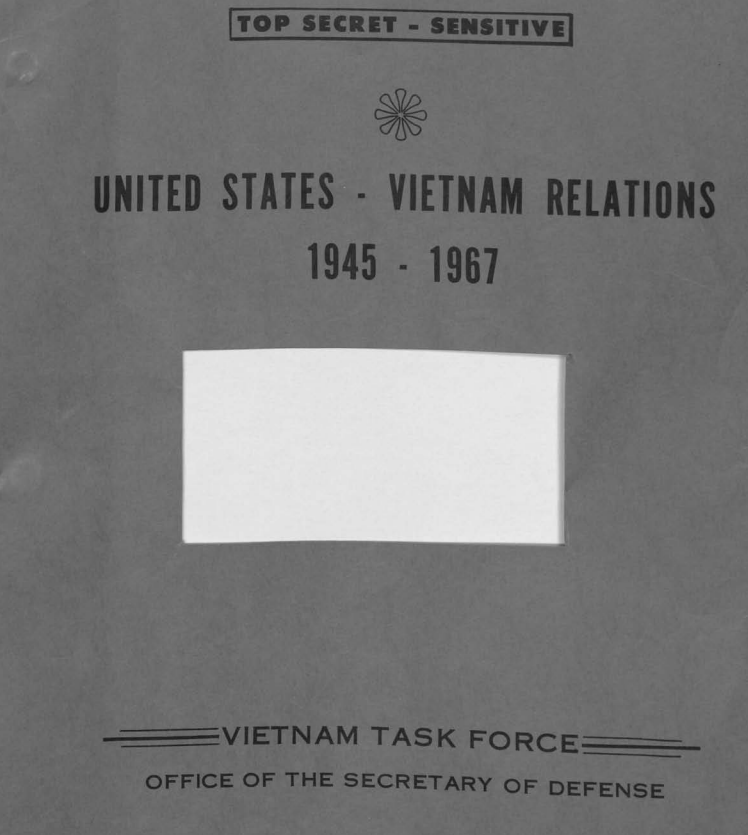 TOP SECRET - SENSITIVE
UNITED STATES - VIETNAM RELATIONS
1945 - 1967
VIETNAM TASK FORCE
OFFICE OF THE SECRETARY OF DEFENSE